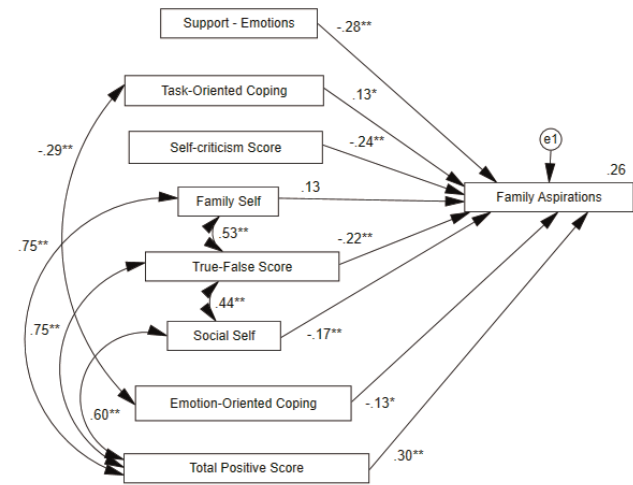 Support - Emotions
-.28**
Task-Oriented Coping
.13*
-.29**
Self-criticism Score
-.24**
e1
.26
Family Self
.13
Family Aspirations
.53**
.75**
True-False Score
-.22**
.44**
.75**
Social Self
-.17**
Emotion-Oriented Coping
-.13*
.60**
Total Positive Score
.30**